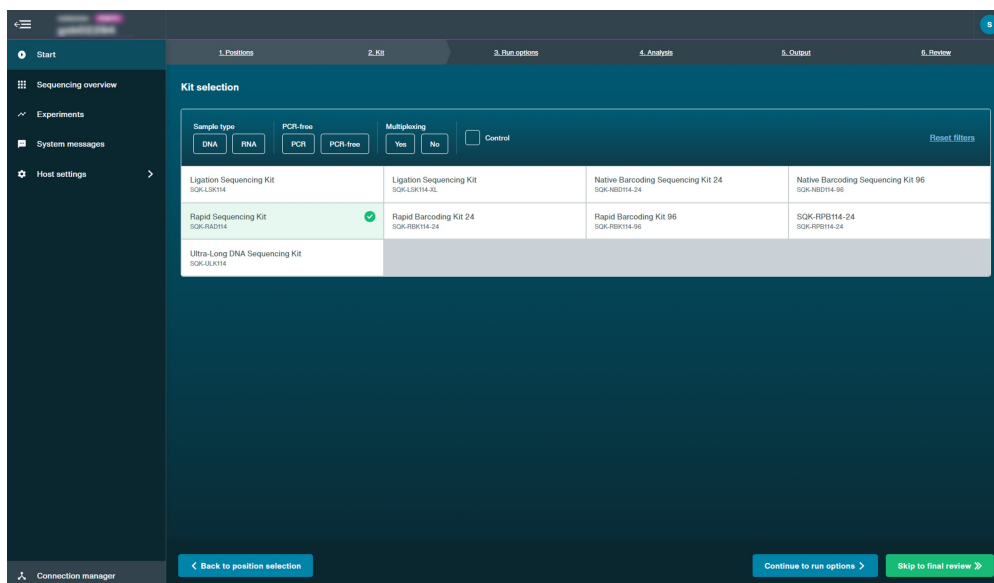 S
Start
Sequencing overview
Experiments
System messages
Host settings
Connection manager
1. Positions
2. Kit
3. Run options
4. Analysis
5. Output
6. Review
Kit selection
Sample type
DNA
RNA
PCR-free
PCR
PCR-free
Multiplexing
Yes
No
Control
Reset filters
Ligation Sequencing Kit
SQK-LSK114
Ligation Sequencing Kit
SQK-LSK114-XL
Native Barcoding Sequencing Kit 24
SQK-NBD114-24
Native Barcoding Sequencing Kit 96
SQK-NBD114-96
Rapid Sequencing Kit
SQK-RAD114
Rapid Barcoding Kit 24
SQK-RBK114-24
Rapid Barcoding Kit 96
SQK-RBK114-96
SQK-RPB114-24
SQK-RPB114-24
Ultra-Long DNA Sequencing Kit
SQK-ULK114
Back to position selection
Continue to run options
Skip to final review